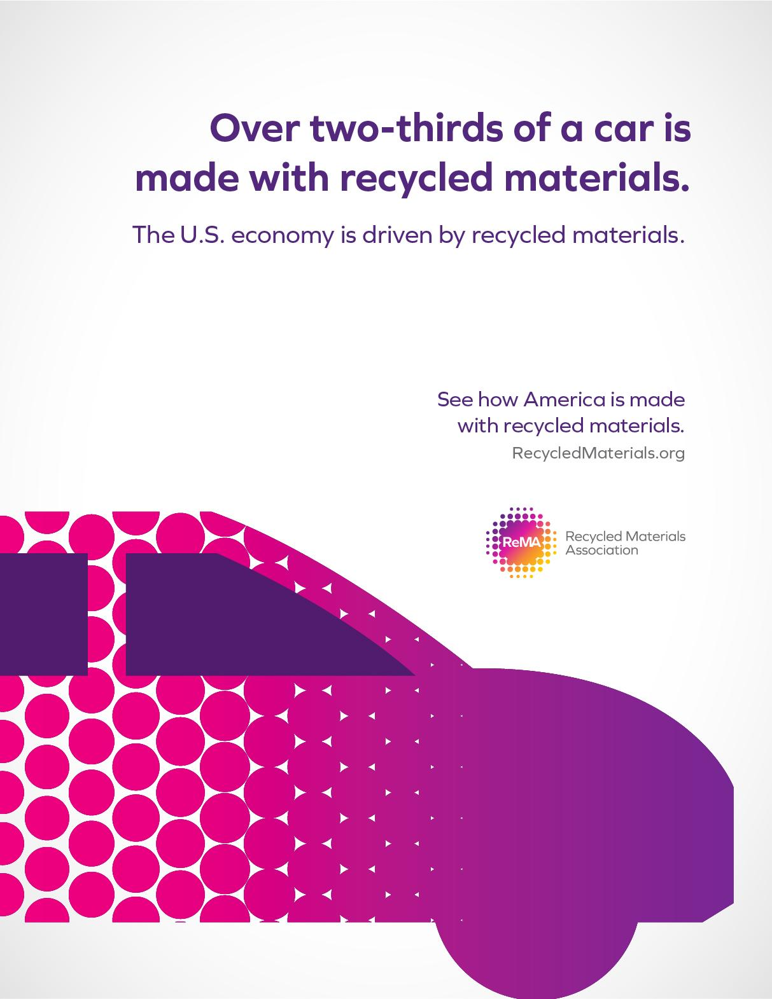 Over two-thirds of a car is
made with recycled materials.
The U.S. economy is driven by recycled materials.
See how America is made
with recycled materials.
RecycledMaterials.org
ReMA
Recycled Materials
Association